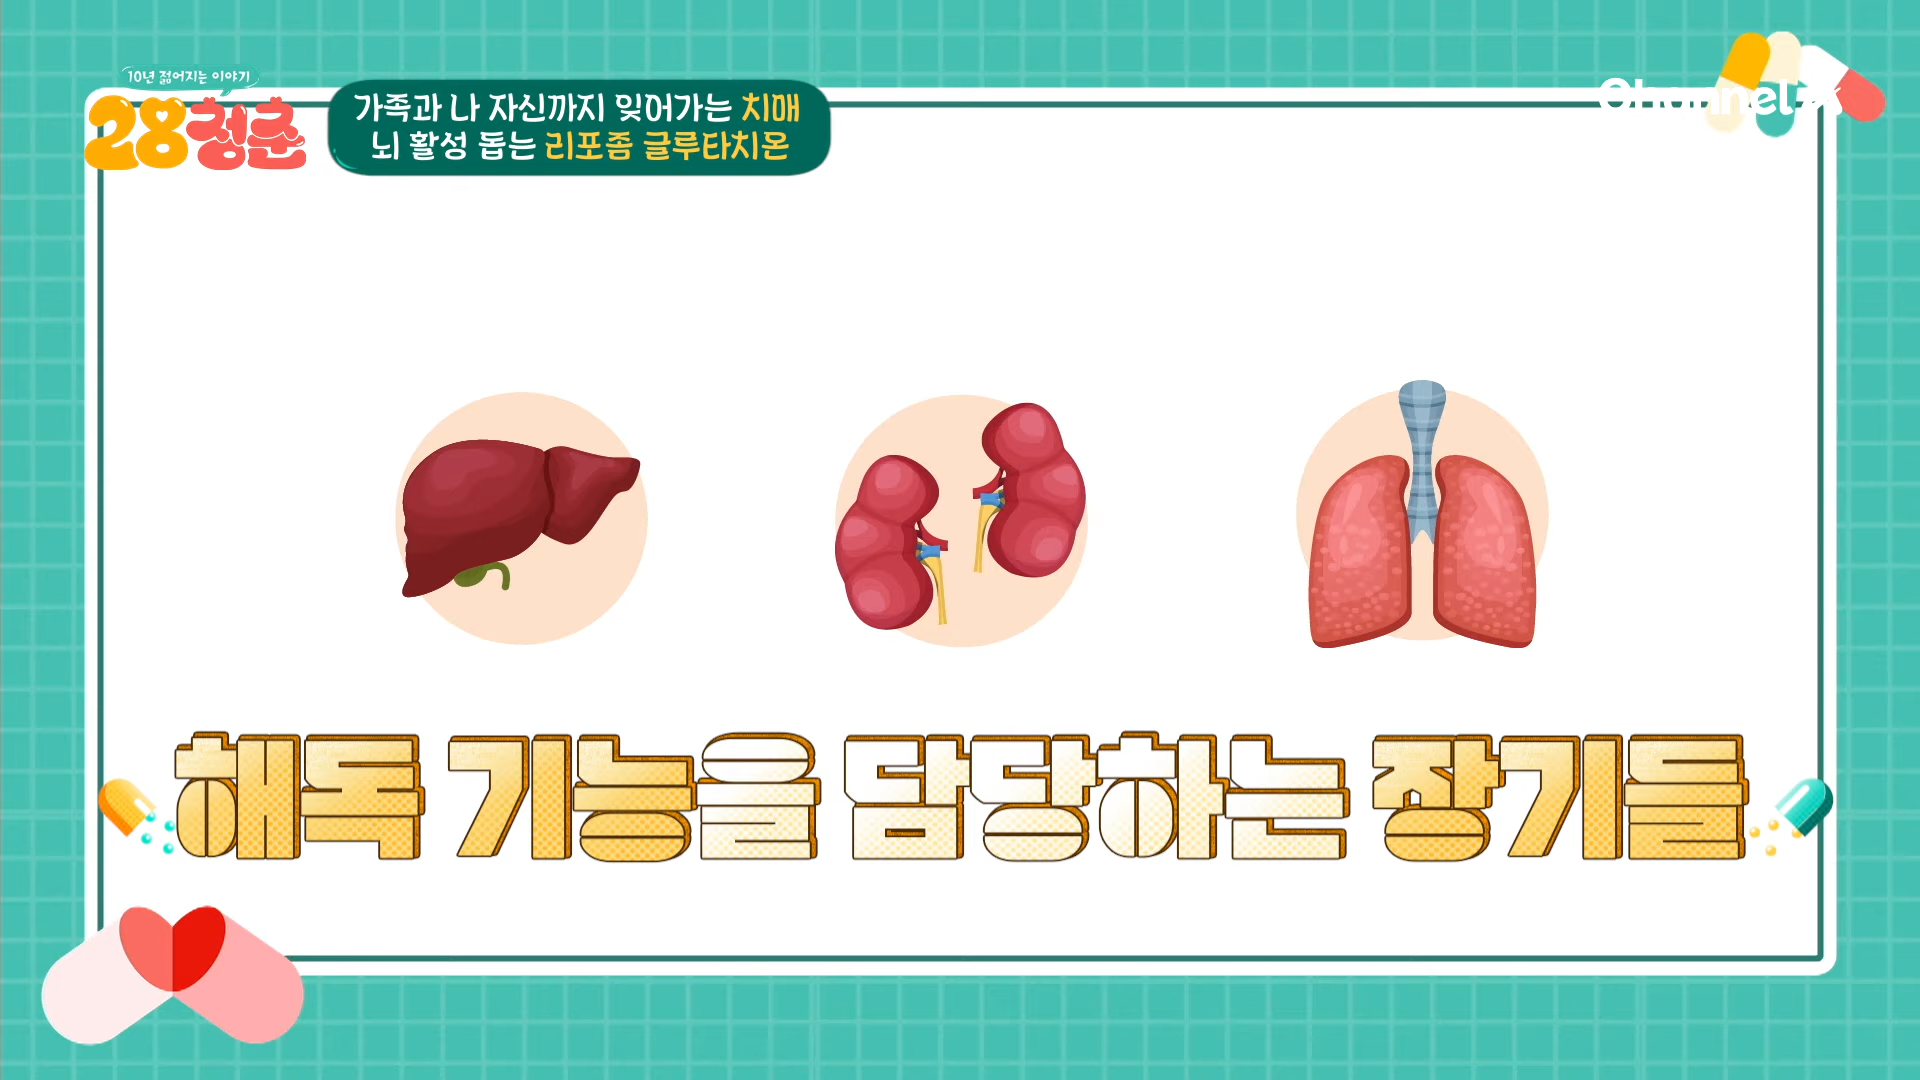 10년 젊어지는 이야기
28청춘
가족과 나 자신까지 잊어가는 치매
뇌 활성 돕는 리포좀 글루타치온
Channel A
해독 기능을 담당하는 장기들